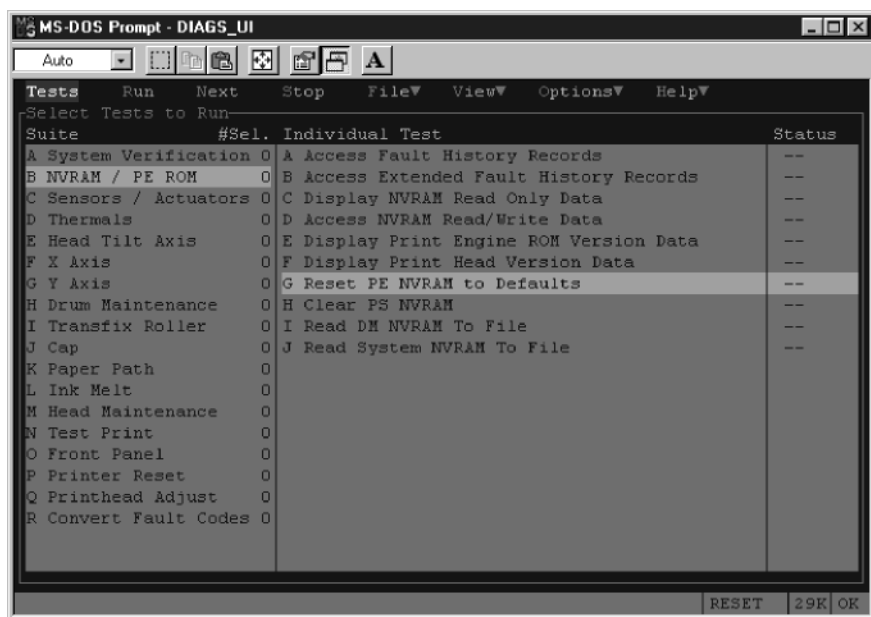 MS-DOS Prompt - DIAGS_UI
Auto A
Tests Run Next Stop File▼ View▼ Options▼ Help▼
Select Tests to Run
Suite #Sel. Individual Test Status
A System Verification 0 A Access Fault History Records --
B NVRAM / PE ROM 0 B Access Extended Fault History Records --
C Sensors / Actuators 0 C Display NVRAM Read Only Data --
D Thermals 0 D Access NVRAM Read/Write Data --
E Head Tilt Axis 0 E Display Print Engine ROM Version Data --
F X Axis 0 F Display Print Head Version Data --
G Y Axis 0 G Reset PE NVRAM to Defaults --
H Drum Maintenance 0 H Clear PS NVRAM --
I Transfix Roller 0 I Read DM NVRAM To File --
J Cap 0 J Read System NVRAM To File --
K Paper Path 0
L Ink Melt 0
M Head Maintenance 0
N Test Print 0
O Front Panel 0
P Printer Reset 0
Q Printhead Adjust 0
R Convert Fault Codes 0
RESET 29K OK